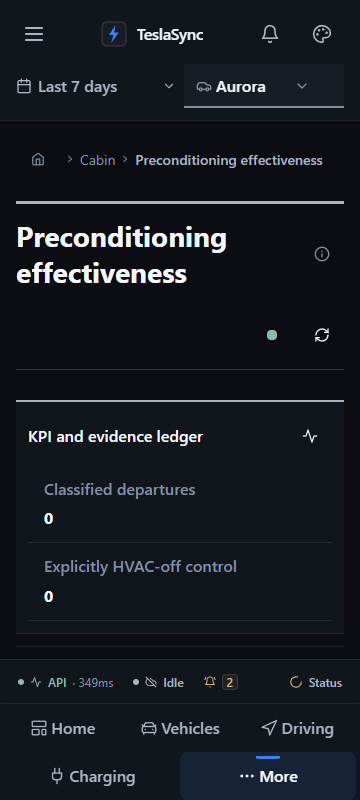 TeslaSync
Last 7 days
Aurora
Cabin
Preconditioning effectiveness
Preconditioning
effectiveness
KPI and evidence ledger
Classified departures
0
Explicitly HVAC-off control
0
API · 349ms
Idle
2
Status
Home
Vehicles
Driving
Charging
More